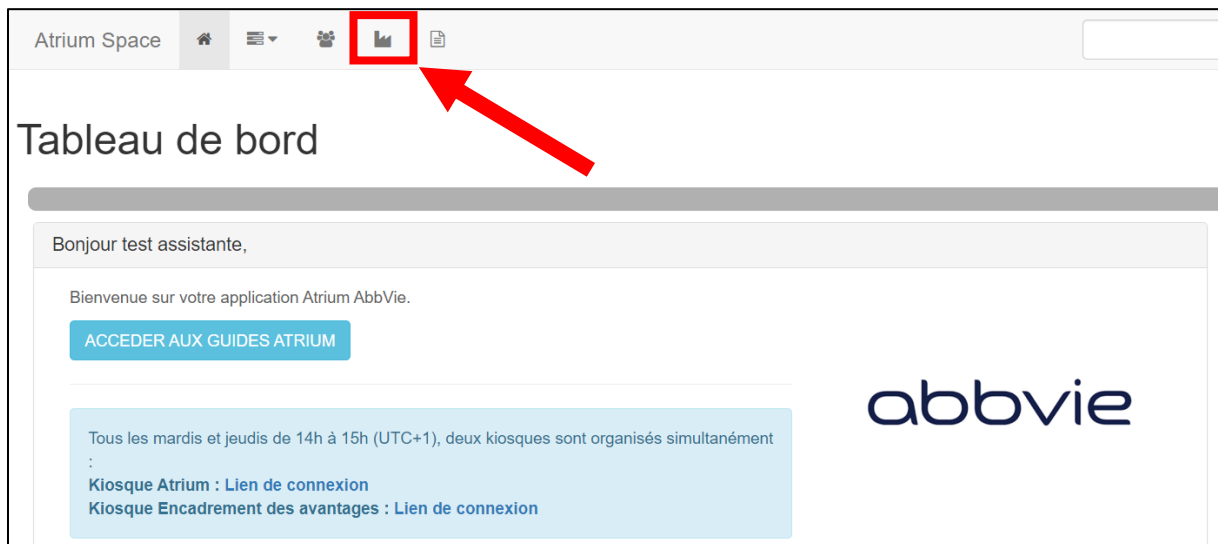 Atrium Space
Tableau de bord
Bonjour test assistante,
Bienvenue sur votre application Atrium AbbVie.
ACCEDER AUX GUIDES ATRIUM
Tous les mardis et jeudis de 14h à 15h (UTC+1), deux kiosques sont organisés simultanément
:
Kiosque Atrium : Lien de connexion
Kiosque Encadrement des avantages : Lien de connexion
abbvie